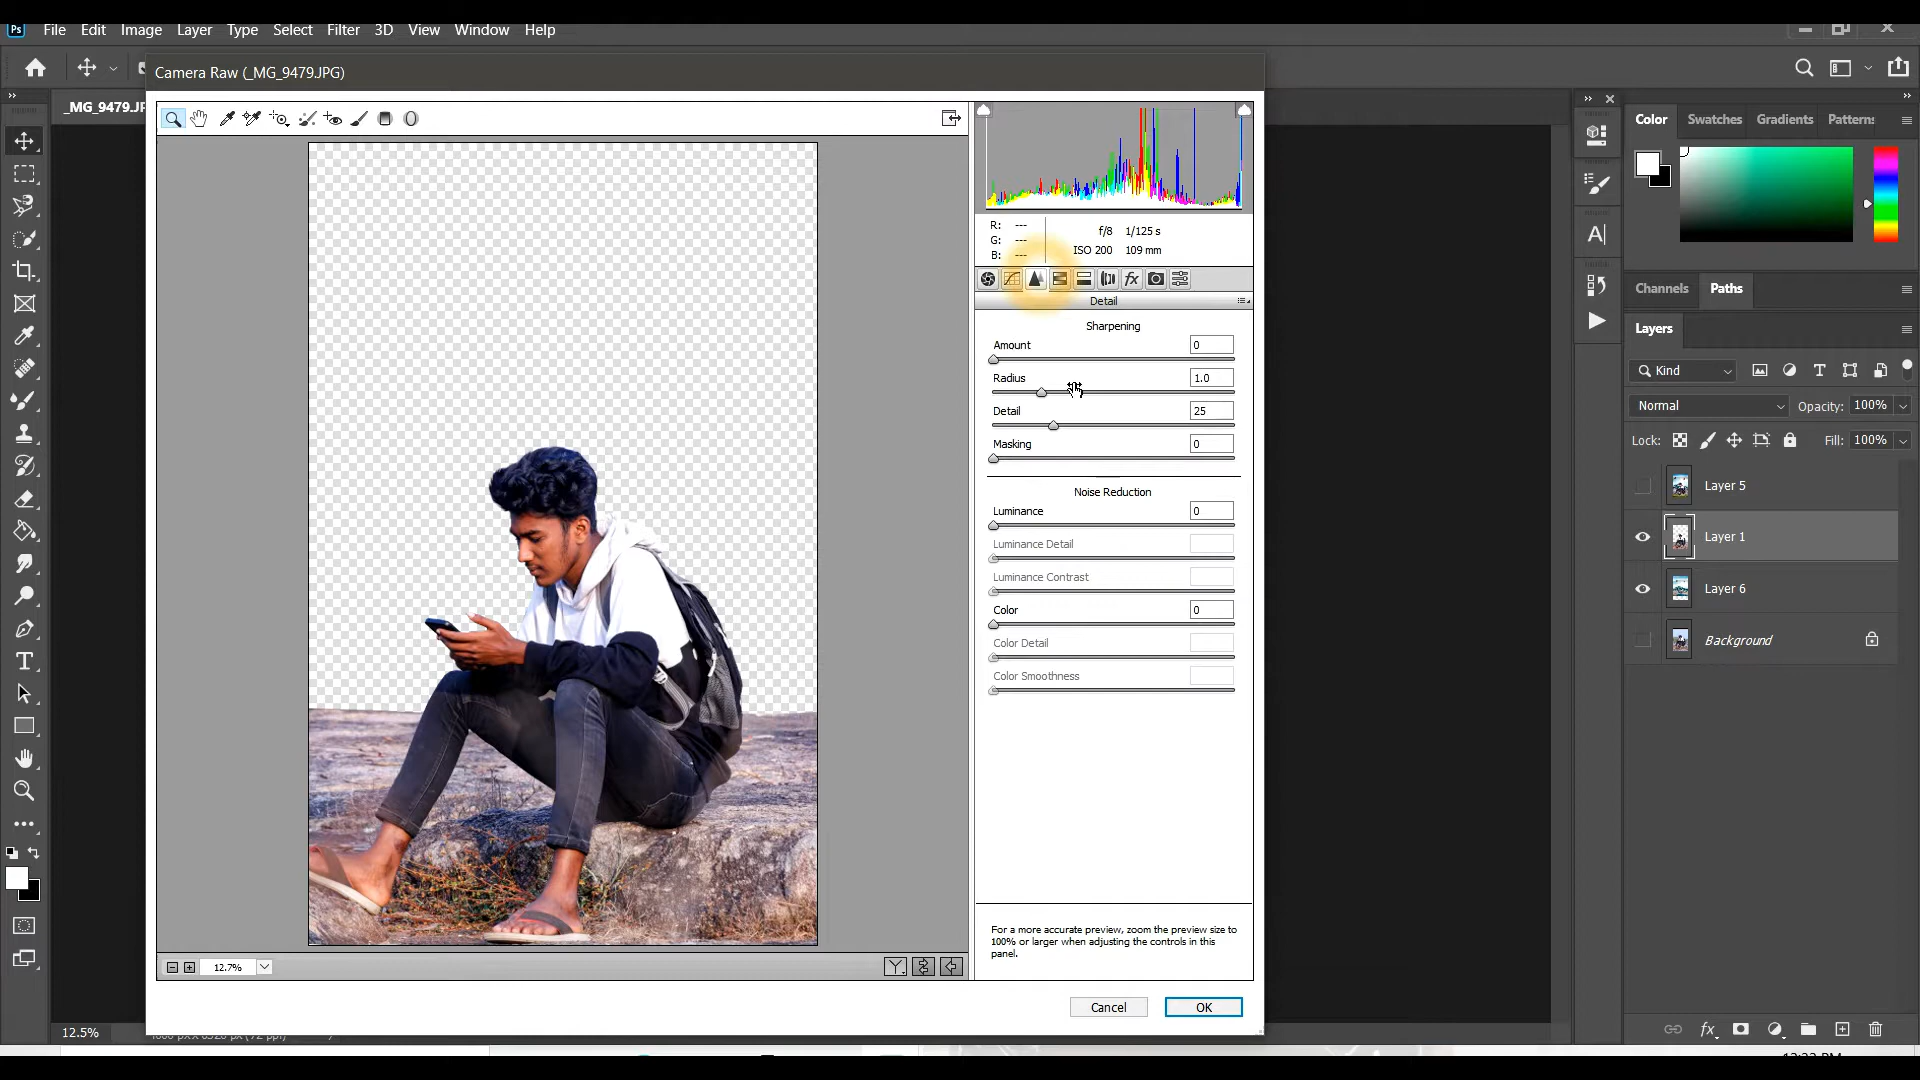 Ps File Edit Image Layer Type Select Filter 3D View Window Help
Camera Raw (_MG_9479.JPG)
_MG_9479.JP
R: ---
G: ---
B: ---
f/8 1/125 s
ISO 200 109 mm
Detail
Sharpening
Amount 0
Radius 1.0
Detail 25
Masking 0
Noise Reduction
Luminance 0
Luminance Detail
Luminance Contrast
Color 0
Color Detail
Color Smoothness
For a more accurate preview, zoom the preview size to
100% or larger when adjusting the controls in this
panel.
12.7%
Cancel OK
12.5%
Color Swatches Gradients Patterns
Channels Paths
Layers
Kind
Normal Opacity: 100%
Lock: Fill: 100%
Layer 5
Layer 1
Layer 6
Background